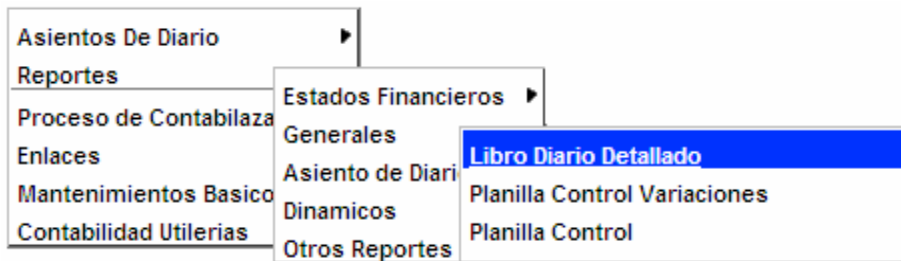 Asientos De Diario
Reportes
Proceso de Contabilaza
Enlaces
Mantenimientos Basico
Contabilidad Utilerias
Estados Financieros
Generales
Asiento de Diari
Dinamicos
Otros Reportes
Libro Diario Detallado
Planilla Control Variaciones
Planilla Control